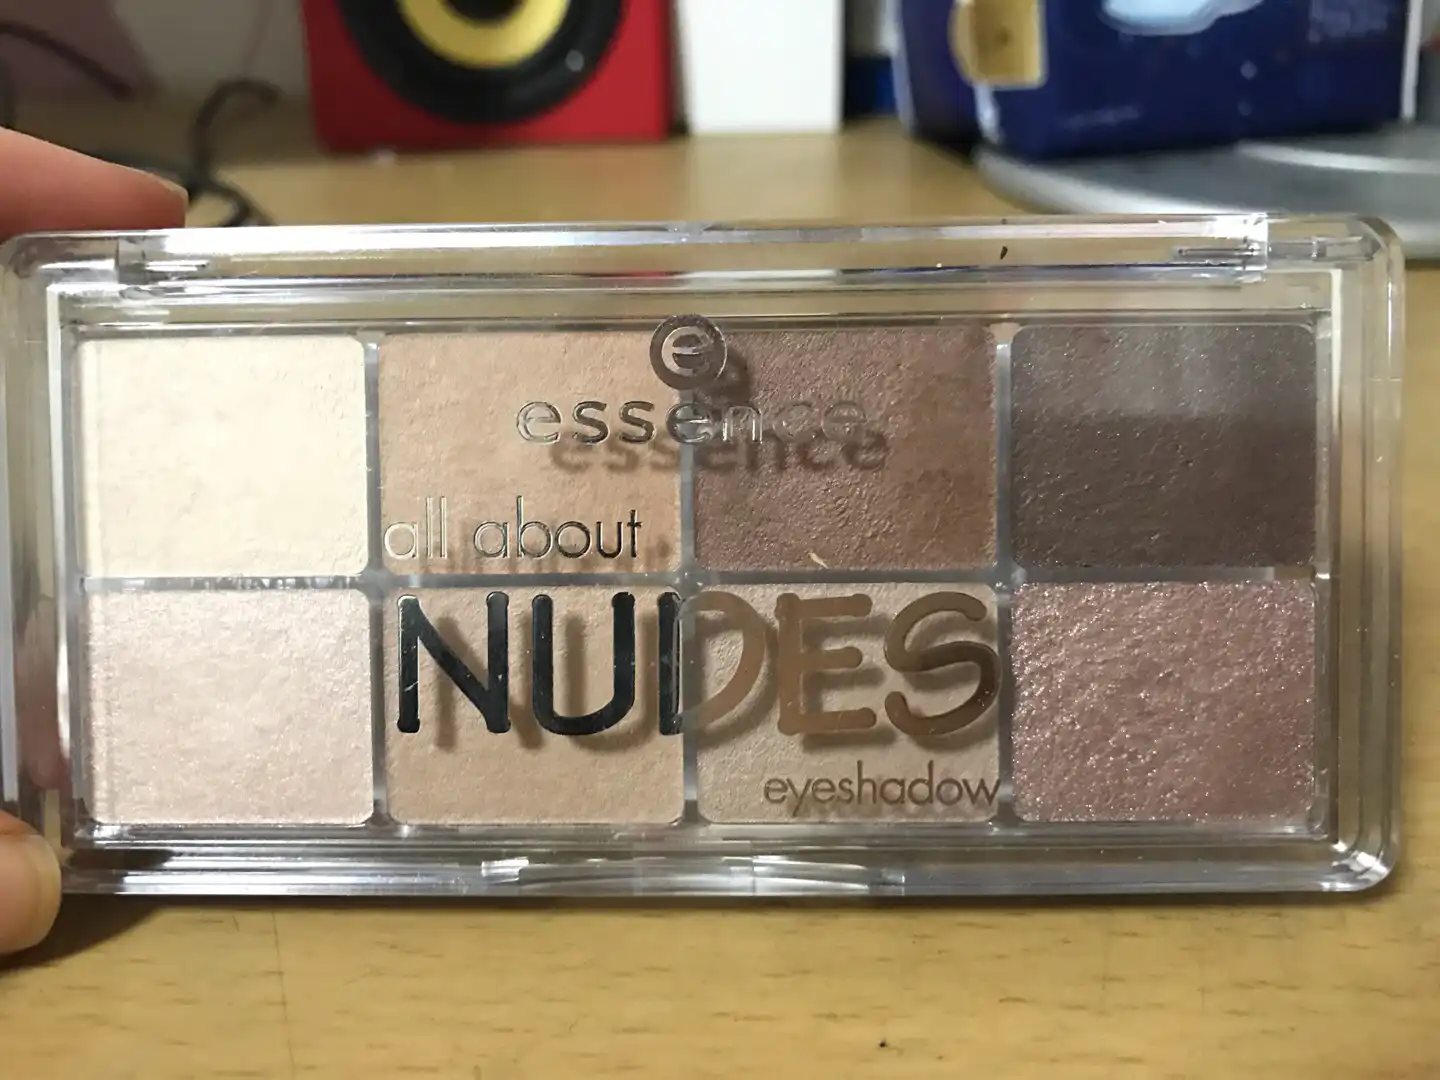 e
essence
all about
NUDES
eyeshadow